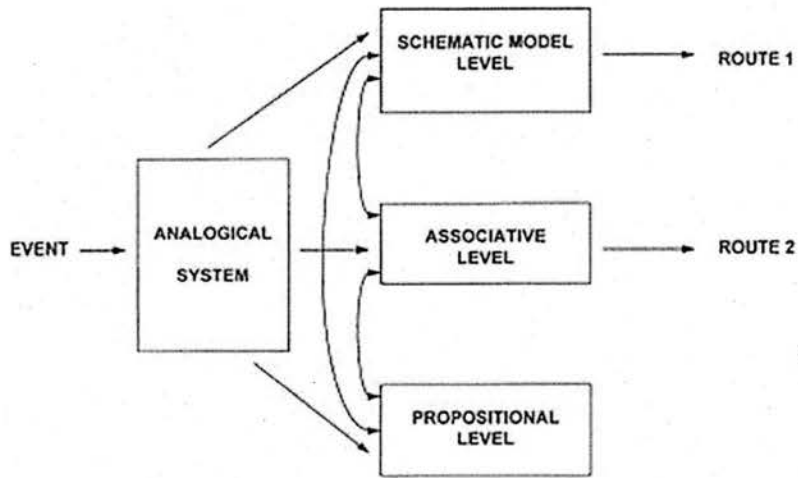 SCHEMATIC MODEL
LEVEL
ROUTE 1
EVENT
ANALOGICAL
SYSTEM
ASSOCIATIVE
LEVEL
ROUTE 2
PROPOSITIONAL
LEVEL